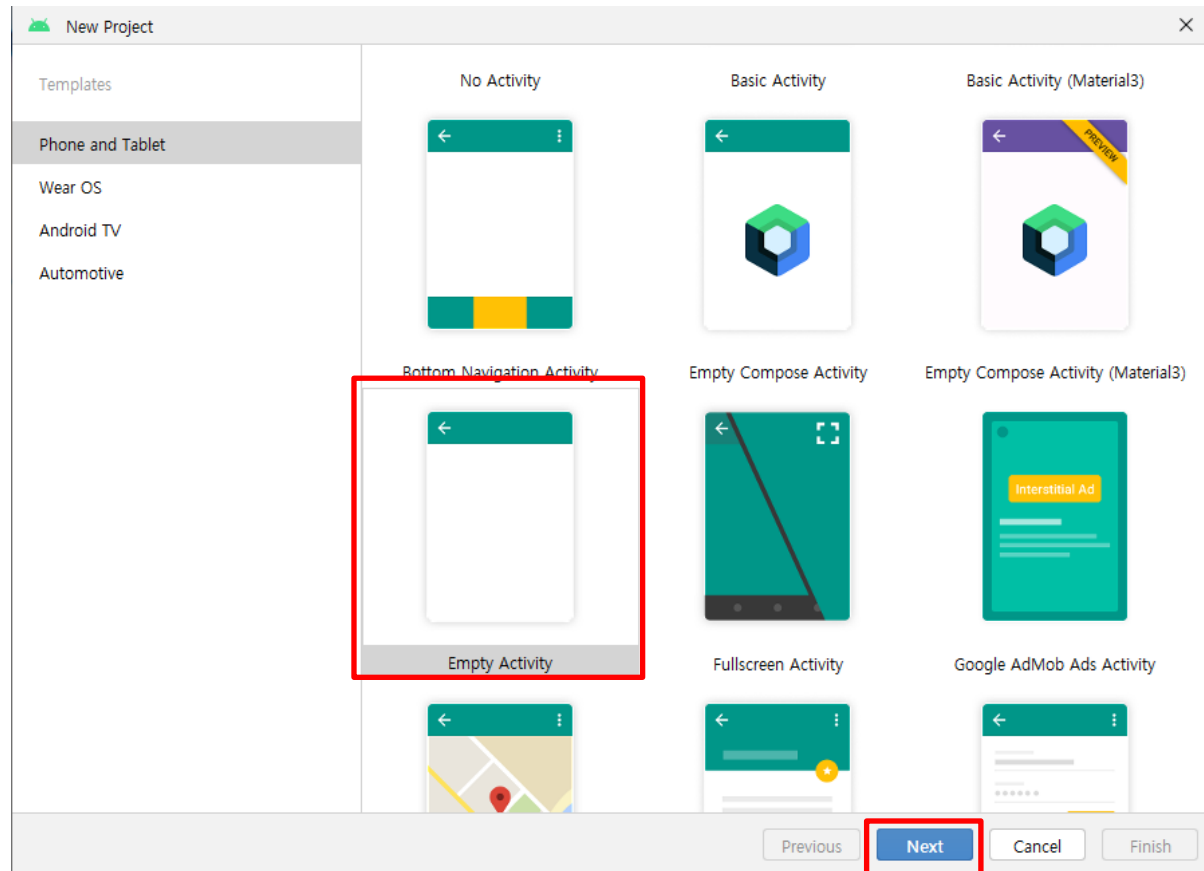 New Project
Templates
Phone and Tablet
Wear OS
Android TV
Automotive
No Activity
Basic Activity
Basic Activity (Material3)
PREVIEW
Bottom Navigation Activity
Empty Compose Activity
Empty Compose Activity (Material3)
Interstitial Ad
Empty Activity
Fullscreen Activity
Google AdMob Ads Activity
Previous
Next
Cancel
Finish